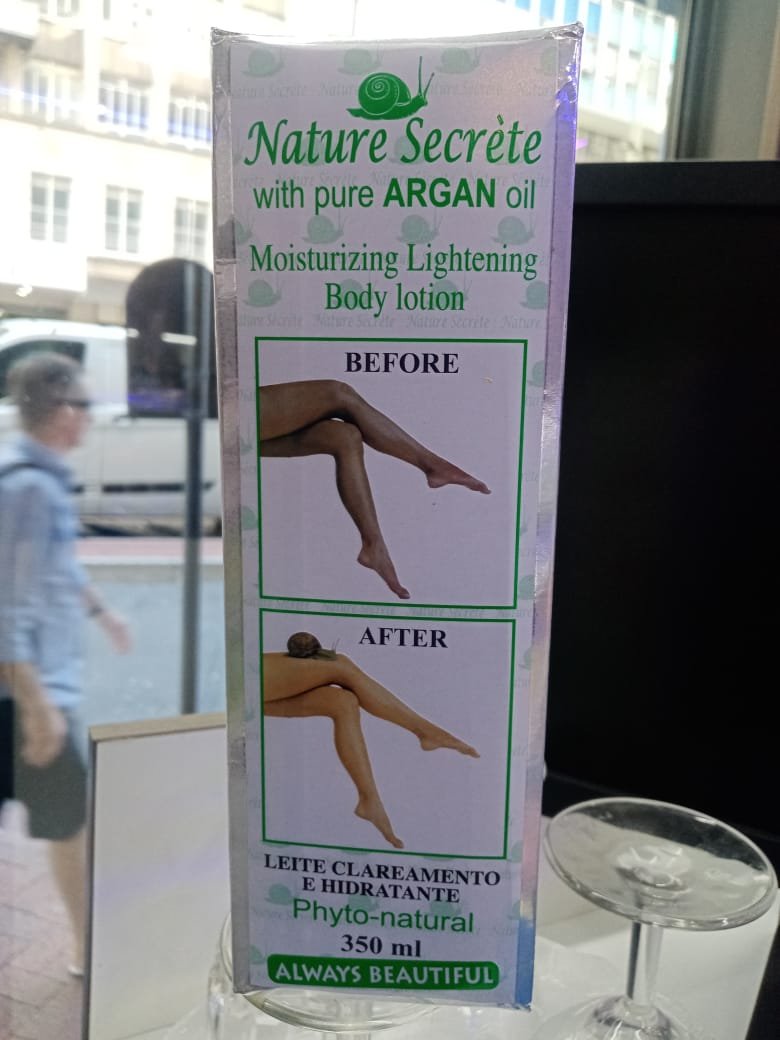 Nature Secrète
with pure ARGAN oil
Moisturizing Lightening
Body lotion
BEFORE
AFTER
LEITE CLAREAMENTO
E HIDRATANTE
Phyto-natural
350 ml
ALWAYS BEAUTIFUL